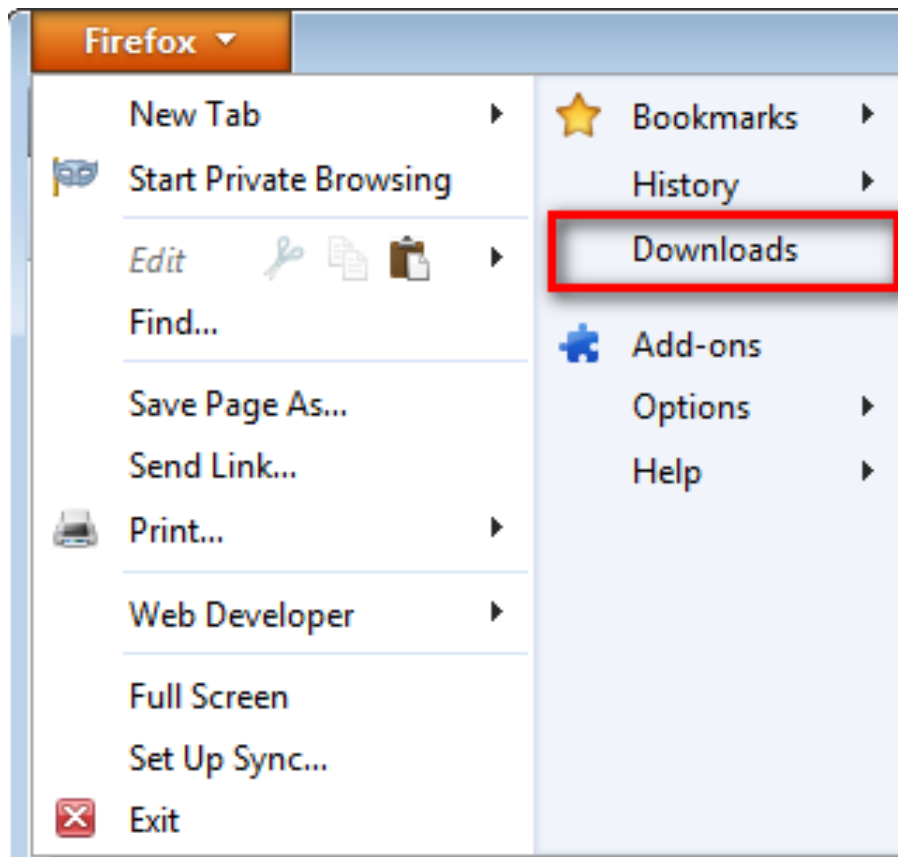 Firefox
New Tab
Start Private Browsing
Edit
Find...
Save Page As...
Send Link...
Print...
Web Developer
Full Screen
Set Up Sync...
Exit
Bookmarks
History
Downloads
Add-ons
Options
Help